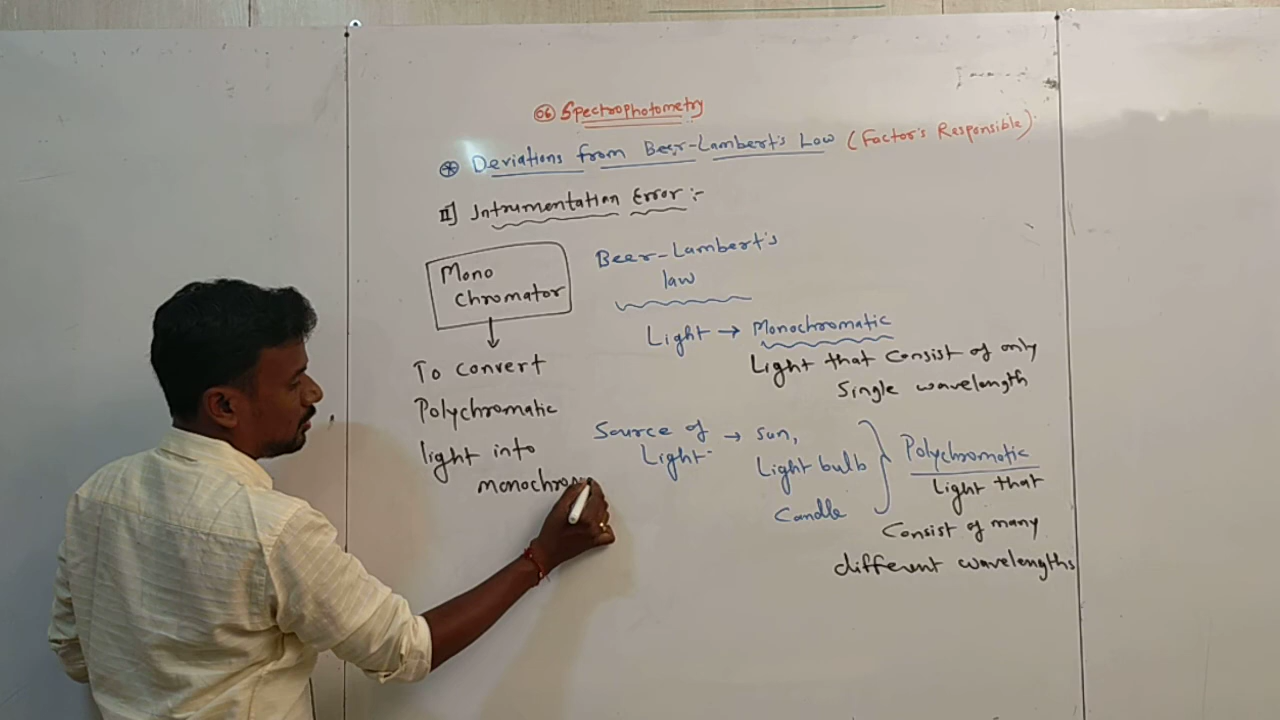 06 Spectrophotometry
Deviations from Beer-Lambert's Law (Factor's Responsible):
II] Intrumentation Error :-
Mono
chromator
To convert
Polychromatic
light into
monochrom
Beer-Lambert's
law
Light → Monochromatic
Light that consist of only
single wavelength
Source of
Light
→ sun,
Light bulb
Candle
Polychromatic
Light that
Consist of many
different wavelengths